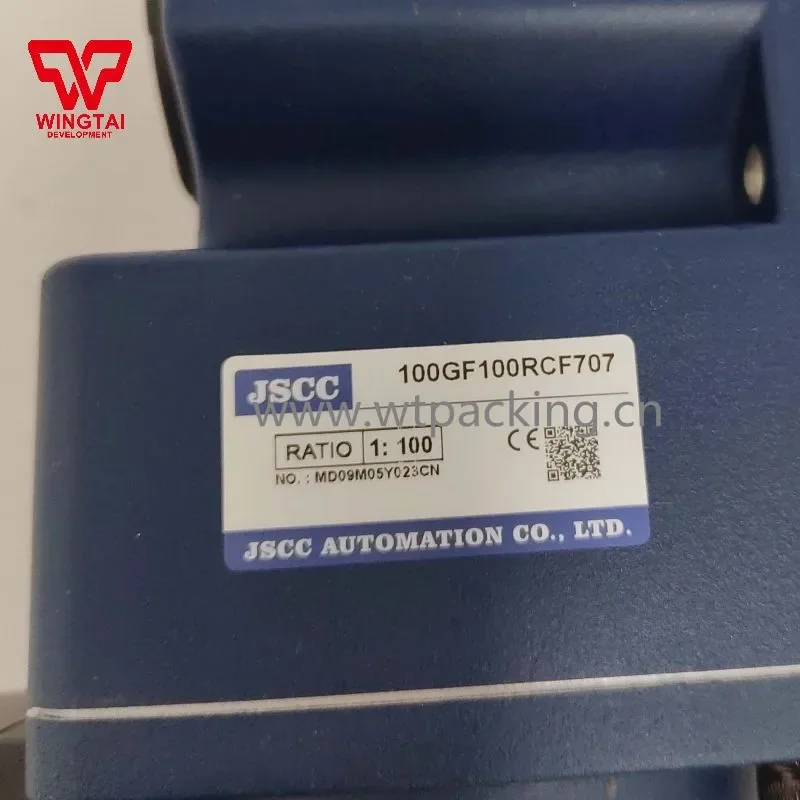 WINGTAI
DEVELOPMENT
JSCC
100GF100RCF707
www.wtpacking.cn
RATIO 1: 100
CE
NO. : MD09M05Y023CN
JSCC AUTOMATION CO., LTD.